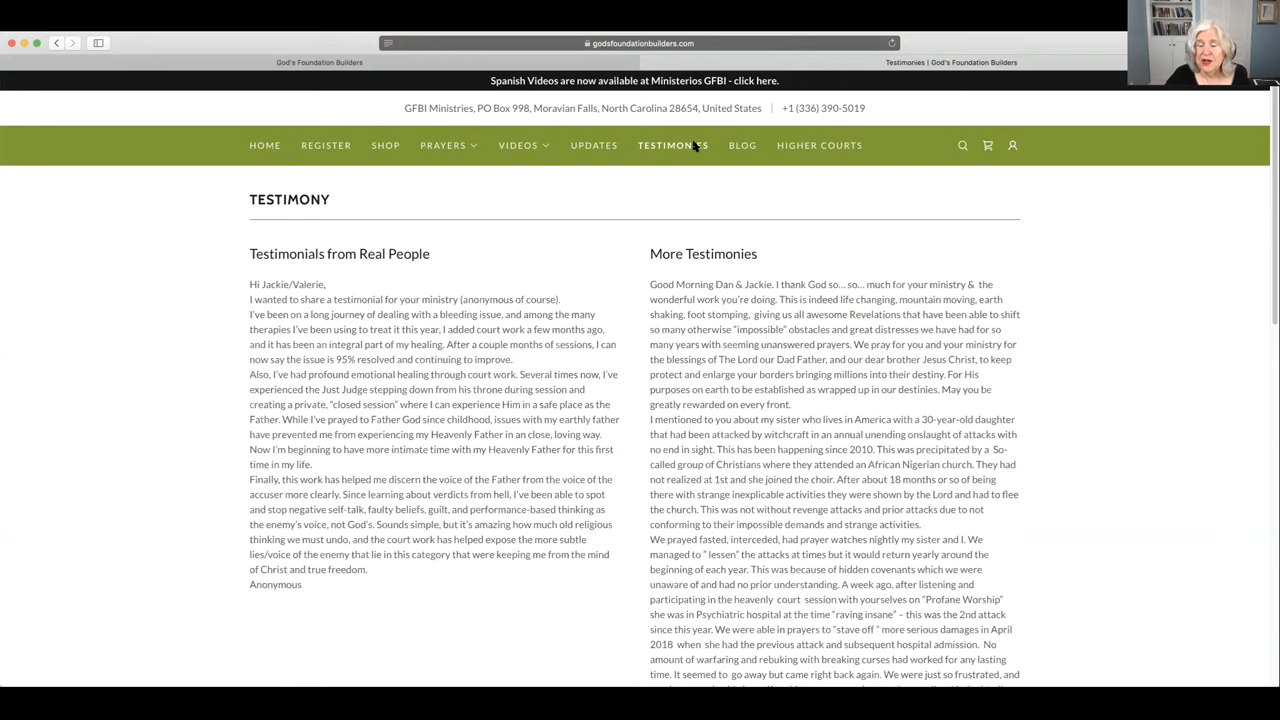 godsfoundationbuilders.com
God's Foundation Builders
Testimonies | God's Foundation Builders
Spanish Videos are now available at Ministerios GFBI - click here.
GFBI Ministries, PO Box 998, Moravian Falls, North Carolina 28654, United States
+1 (336) 390-5019
HOME
REGISTER
SHOP
PRAYERS
VIDEOS
UPDATES
TESTIMONIES
BLOG
HIGHER COURTS
TESTIMONY
Testimonials from Real People
Hi Jackie/Valerie,
I wanted to share a testimonial for your ministry (anonymous of course).
I've been on a long journey of dealing with a bleeding issue, and among the many
therapies I've been using to treat it this year, I added court work a few months ago,
and it has been an integral part of my healing. After a couple months of sessions, I can
now say the issue is 95% resolved and continuing to improve.
Also, I've had profound emotional healing through court work. Several times now, I've
experienced the Just Judge stepping down from his throne during session and
creating a private, "closed session" where I can experience Him in a safe place as the
Father. While I've prayed to Father God since childhood, issues with my earthly father
have prevented me from experiencing my Heavenly Father in an close, loving way.
Now I'm beginning to have more intimate time with my Heavenly Father for this first
time in my life.
Finally, this work has helped me discern the voice of the Father from the voice of the
accuser more clearly. Since learning about verdicts from hell, I've been able to spot
and stop negative self-talk, faulty beliefs, guilt, and performance-based thinking as
the enemy's voice, not God's. Sounds simple, but it's amazing how much old religious
thinking we must undo, and the court work has helped expose the more subtle
lies/voice of the enemy that lie in this category that were keeping me from the mind
of Christ and true freedom.
Anonymous
More Testimonies
Good Morning Dan & Jackie. I thank God so... so... much for your ministry & the
wonderful work you're doing. This is indeed life changing, mountain moving, earth
shaking, foot stomping, giving us all awesome Revelations that have been able to shift
so many otherwise "impossible" obstacles and great distresses we have had for so
many years with seeming unanswered prayers. We pray for you and your ministry for
the blessings of The Lord our Dad Father, and our dear brother Jesus Christ, to keep
protect and enlarge your borders bringing millions into their destiny. For His
purposes on earth to be established as wrapped up in our destinies. May you be
greatly rewarded on every front.
I mentioned to you about my sister who lives in America with a 30-year-old daughter
that had been attacked by witchcraft in an annual unending onslaught of attacks with
no end in sight. This has been happening since 2010. This was precipitated by a So-
called group of Christians where they attended an African Nigerian church. They had
not realized at 1st and she joined the choir. After about 18 months or so of being
there with strange inexplicable activities they were shown by the Lord and had to flee
the church. This was not without revenge attacks and prior attacks due to not
conforming to their impossible demands and strange activities.
We prayed fasted, interceded, had prayer watches nightly my sister and I. We
managed to " lessen" the attacks at times but it would return yearly around the
beginning of each year. This was because of hidden covenants which we were
unaware of and had no prior understanding. A week ago, after listening and
participating in the heavenly court session with yourselves on "Profane Worship"
she was in Psychiatric hospital at the time "raving insane" – this was the 2nd attack
since this year. We were able in prayers to "stave off " more serious damages in April
2018 when she had the previous attack and subsequent hospital admission. No
amount of warfaring and rebuking with breaking curses had worked for any lasting
time. It seemed to go away but came right back again. We were just so frustrated, and